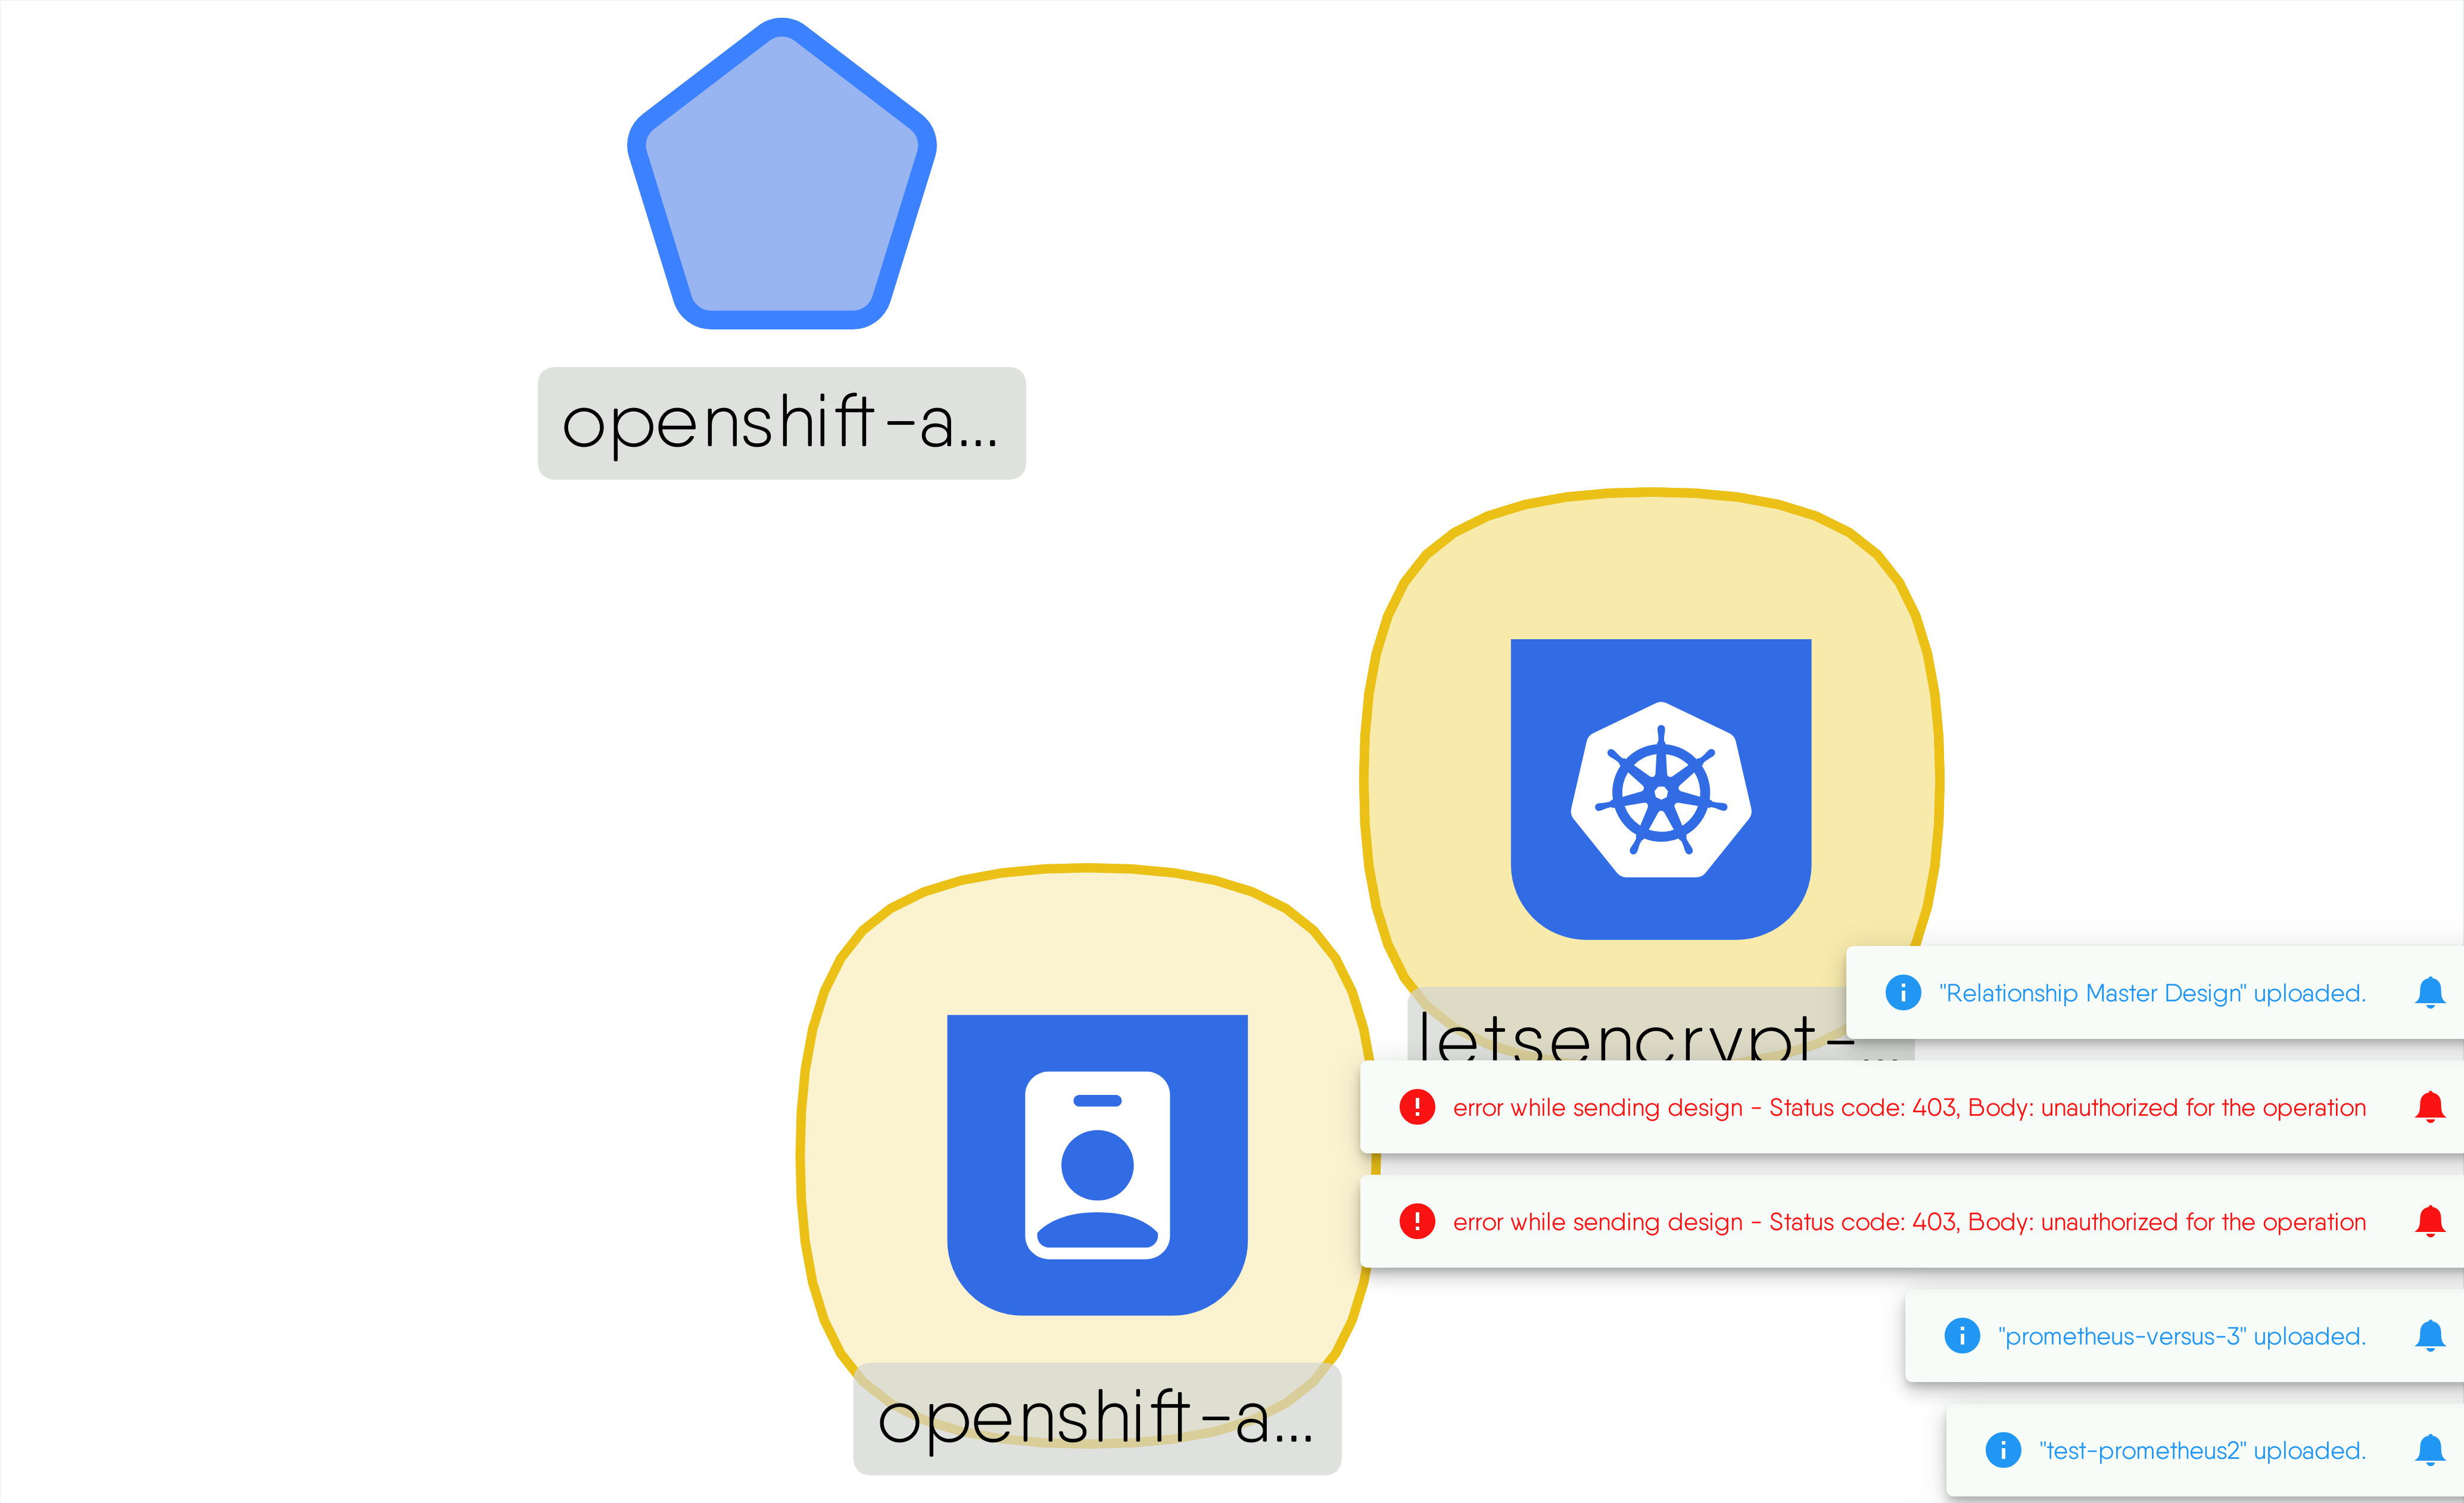 openshift-a...
letsencrypt-...
"Relationship Master Design" uploaded.
error while sending design - Status code: 403, Body: unauthorized for the operation
error while sending design - Status code: 403, Body: unauthorized for the operation
"prometheus-versus-3" uploaded.
openshift-a...
"test-prometheus2" uploaded.